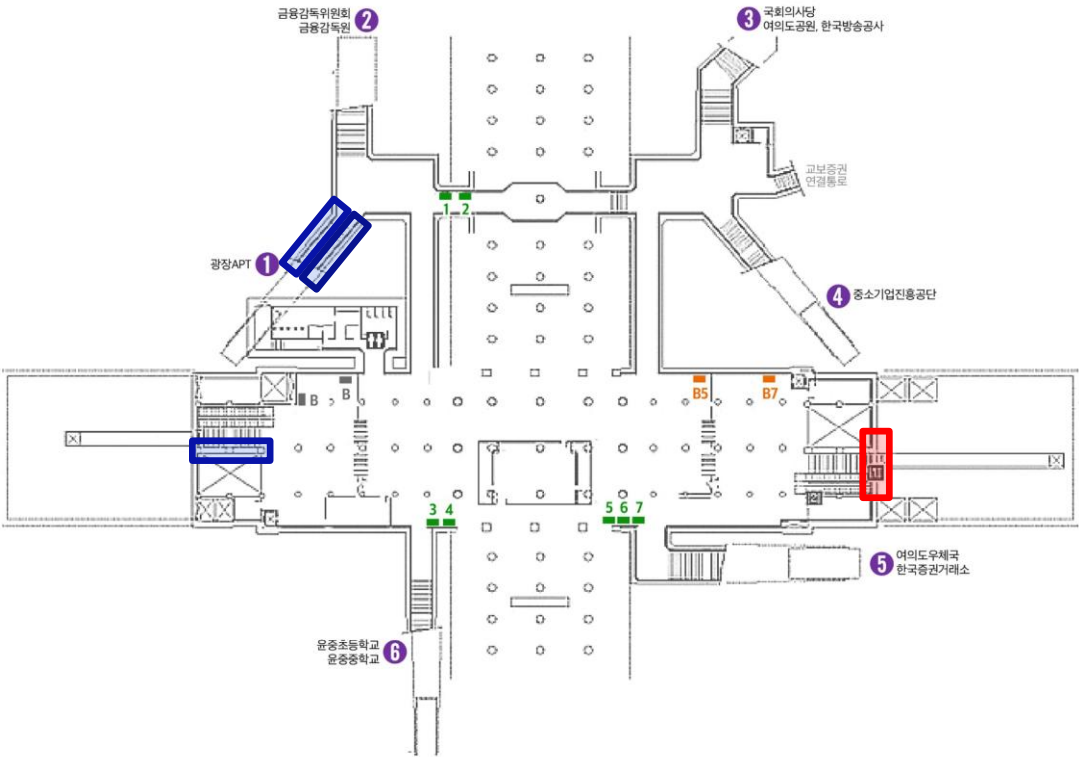 금융감독위원회
금융감독원
2
3
국회의사당
여의도공원, 한국방송공사
교보증권
연결통로
1 2
광장APT 1
4 중소기업진흥공단
B
B
B5
B7
3 4
5 6 7
5
여의도우체국
한국증권거래소
윤중초등학교
윤중중학교
6